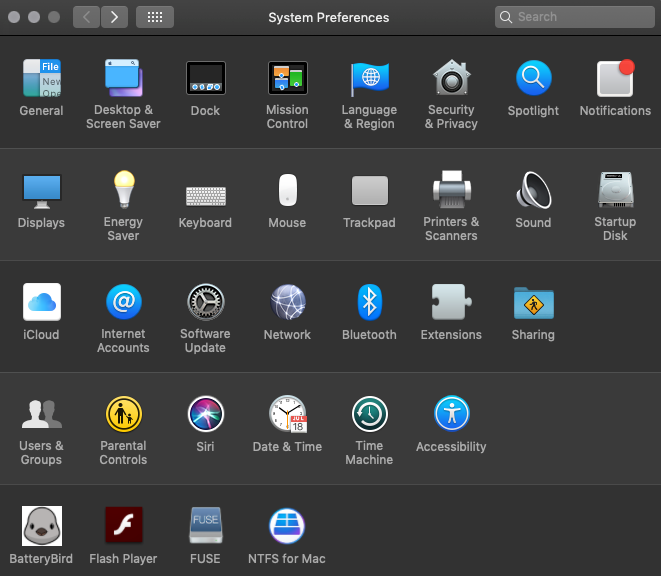 System Preferences
Search
File
New
Ope
General
Desktop &
Screen Saver
Dock
Mission
Control
Language
& Region
Security
& Privacy
Spotlight
Notifications
Displays
Energy
Saver
Keyboard
Mouse
Trackpad
Printers &
Scanners
Sound
Startup
Disk
iCloud
@
Internet
Accounts
Software
Update
Network
Bluetooth
Extensions
Sharing
Users &
Groups
Parental
Controls
Siri
JUL
18
Date & Time
Time
Machine
Accessibility
BatteryBird
Flash Player
FUSE
FUSE
NTFS for Mac